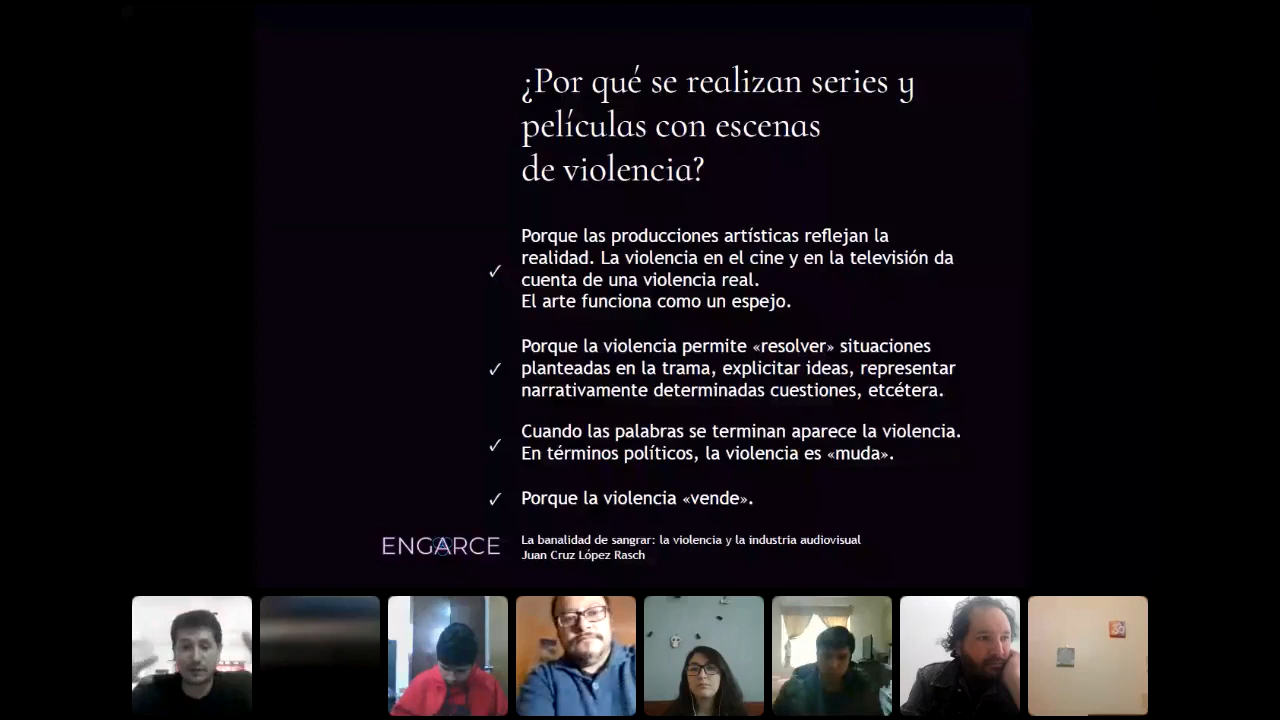 ¿Por qué se realizan series y
películas con escenas
de violencia?
Porque las producciones artísticas reflejan la
realidad. La violencia en el cine y en la televisión da
cuenta de una violencia real.
El arte funciona como un espejo.
Porque la violencia permite «resolver» situaciones
planteadas en la trama, explicitar ideas, representar
narrativamente determinadas cuestiones, etcétera.
Cuando las palabras se terminan aparece la violencia.
En términos políticos, la violencia es «muda».
Porque la violencia «vende».
ENGARCE
La banalidad de sangrar: la violencia y la industria audiovisual
Juan Cruz López Rasch